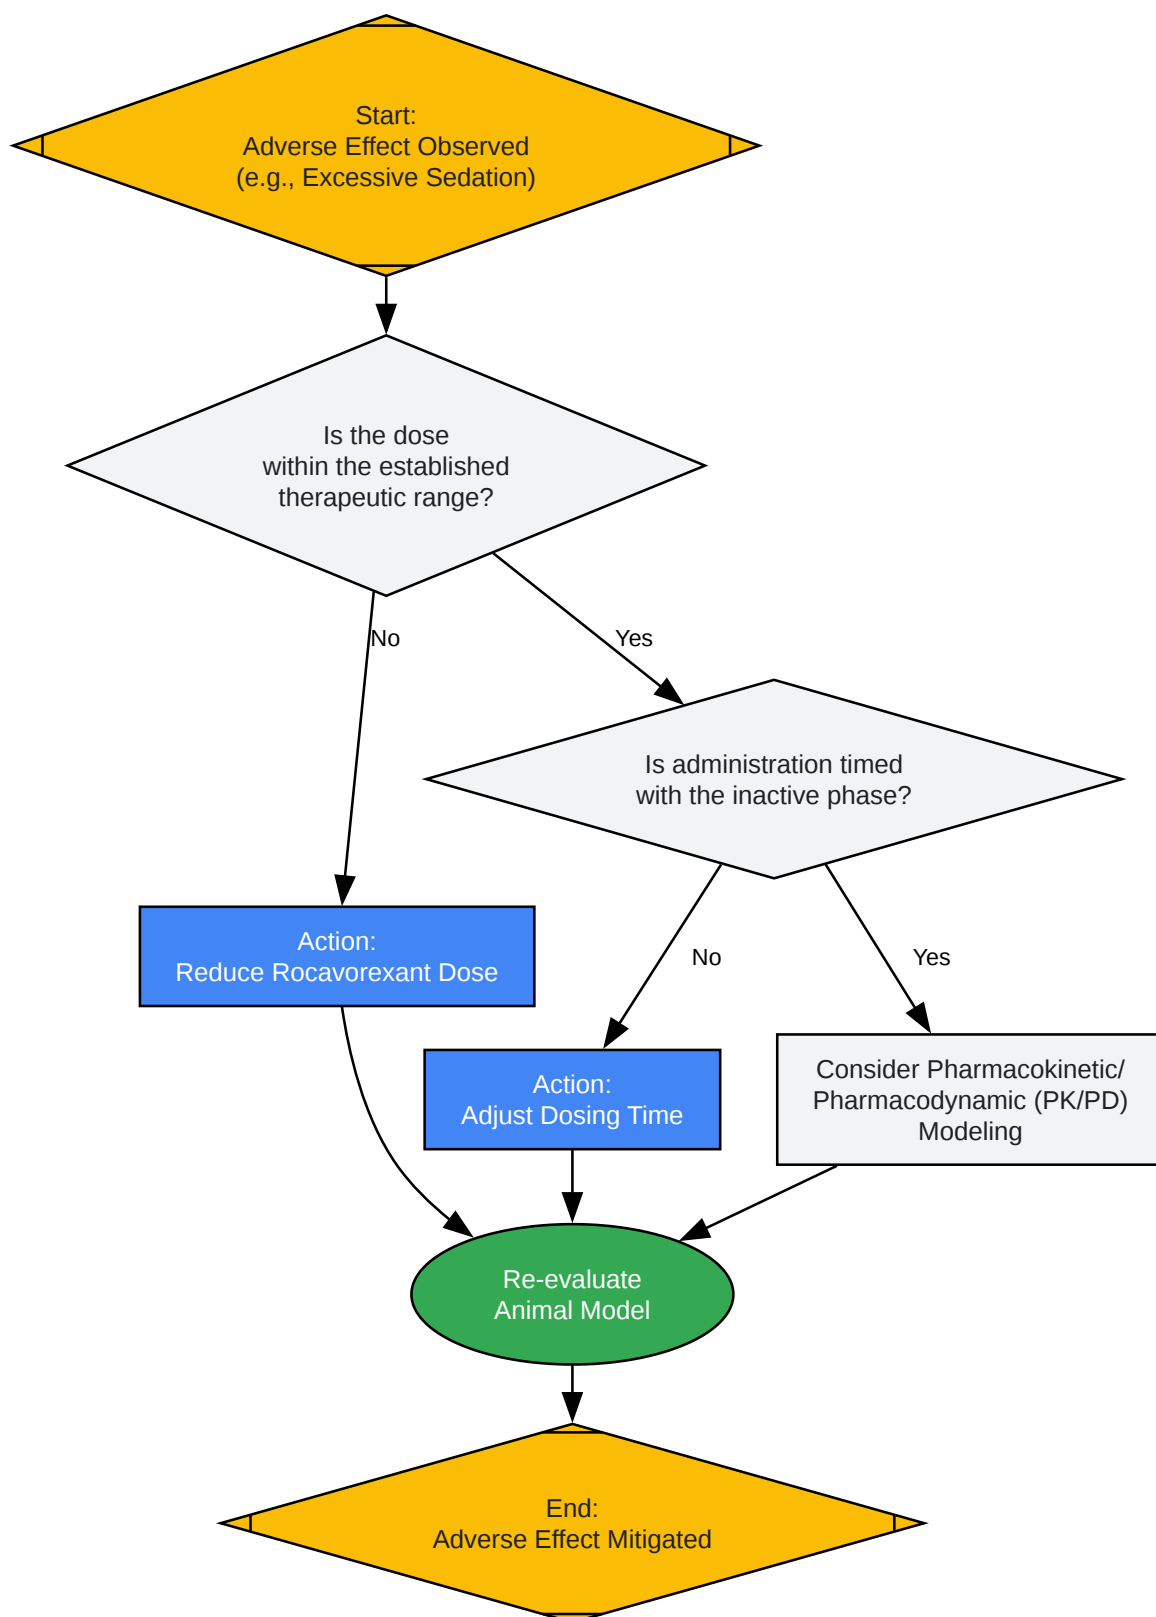 Start:
Adverse Effect Observed
(e.g., Excessive Sedation)
Is the dose
within the established
therapeutic range?
No
Yes
Is administration timed
with the inactive phase?
Action:
Reduce Rocavorexant Dose
No
Yes
Action:
Adjust Dosing Time
Consider Pharmacokinetic/
Pharmacodynamic (PK/PD)
Modeling
Re-evaluate
Animal Model
End:
Adverse Effect Mitigated